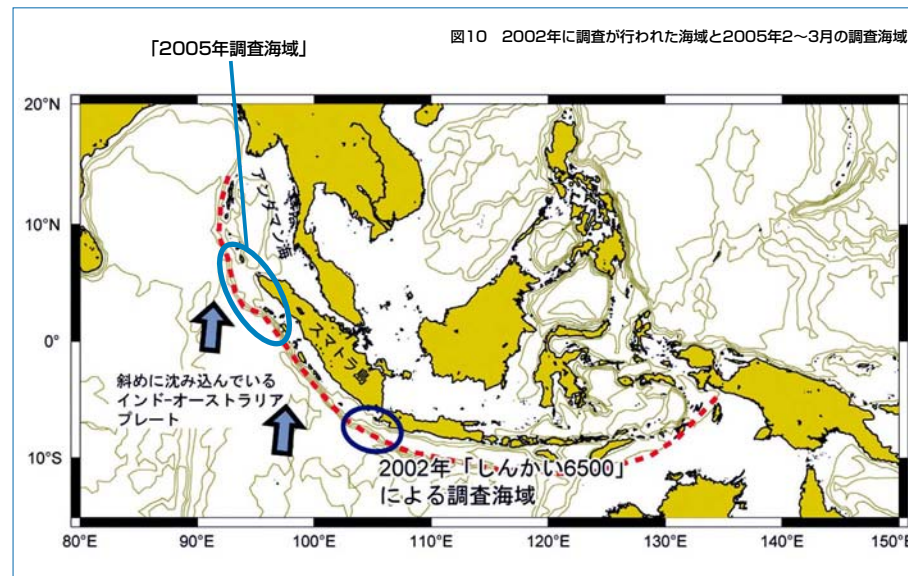 図10 2002年に調査が行われた海域と2005年2〜3月の調査海域
「2005年調査海域」
20°N
10°N
0°
10°S
アンダマン海
スマトラ島
斜めに沈み込んでいる
インド-オーストラリア
プレート
2002年「しんかい6500」
による調査海域
80°E
90°E
100°E
110°E
120°E
130°E
140°E
150°E